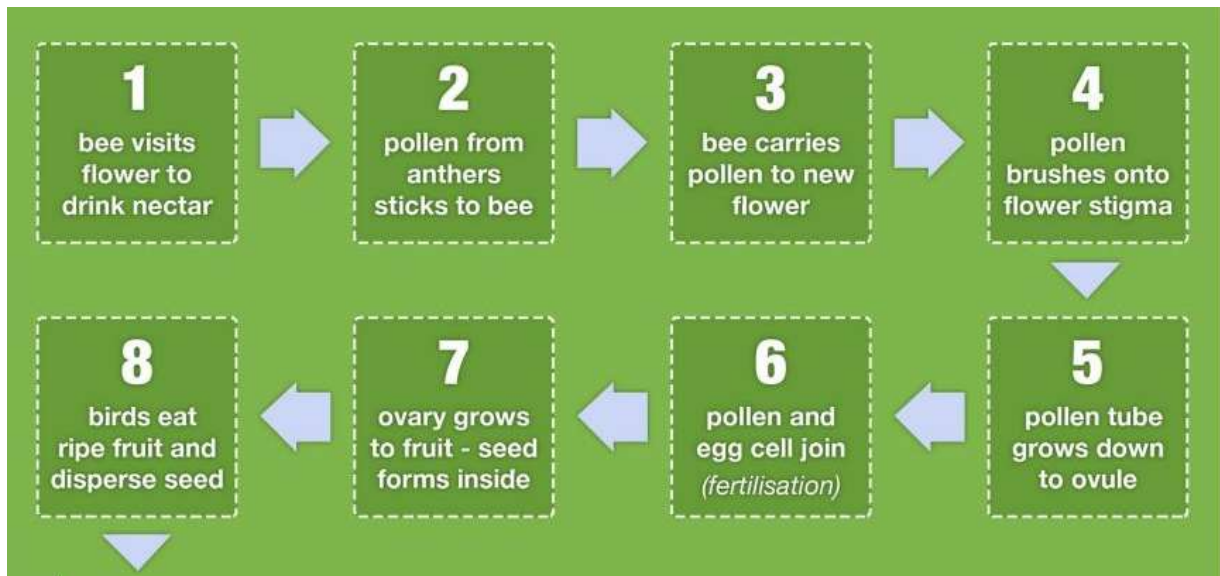 1
bee visits
flower to
drink nectar
2
pollen from
anthers
sticks to bee
3
bee carries
pollen to new
flower
4
pollen
brushes onto
flower stigma
5
pollen tube
grows down
to ovule
6
pollen and
egg cell join
(fertilisation)
7
ovary grows
to fruit - seed
forms inside
8
birds eat
ripe fruit and
disperse seed